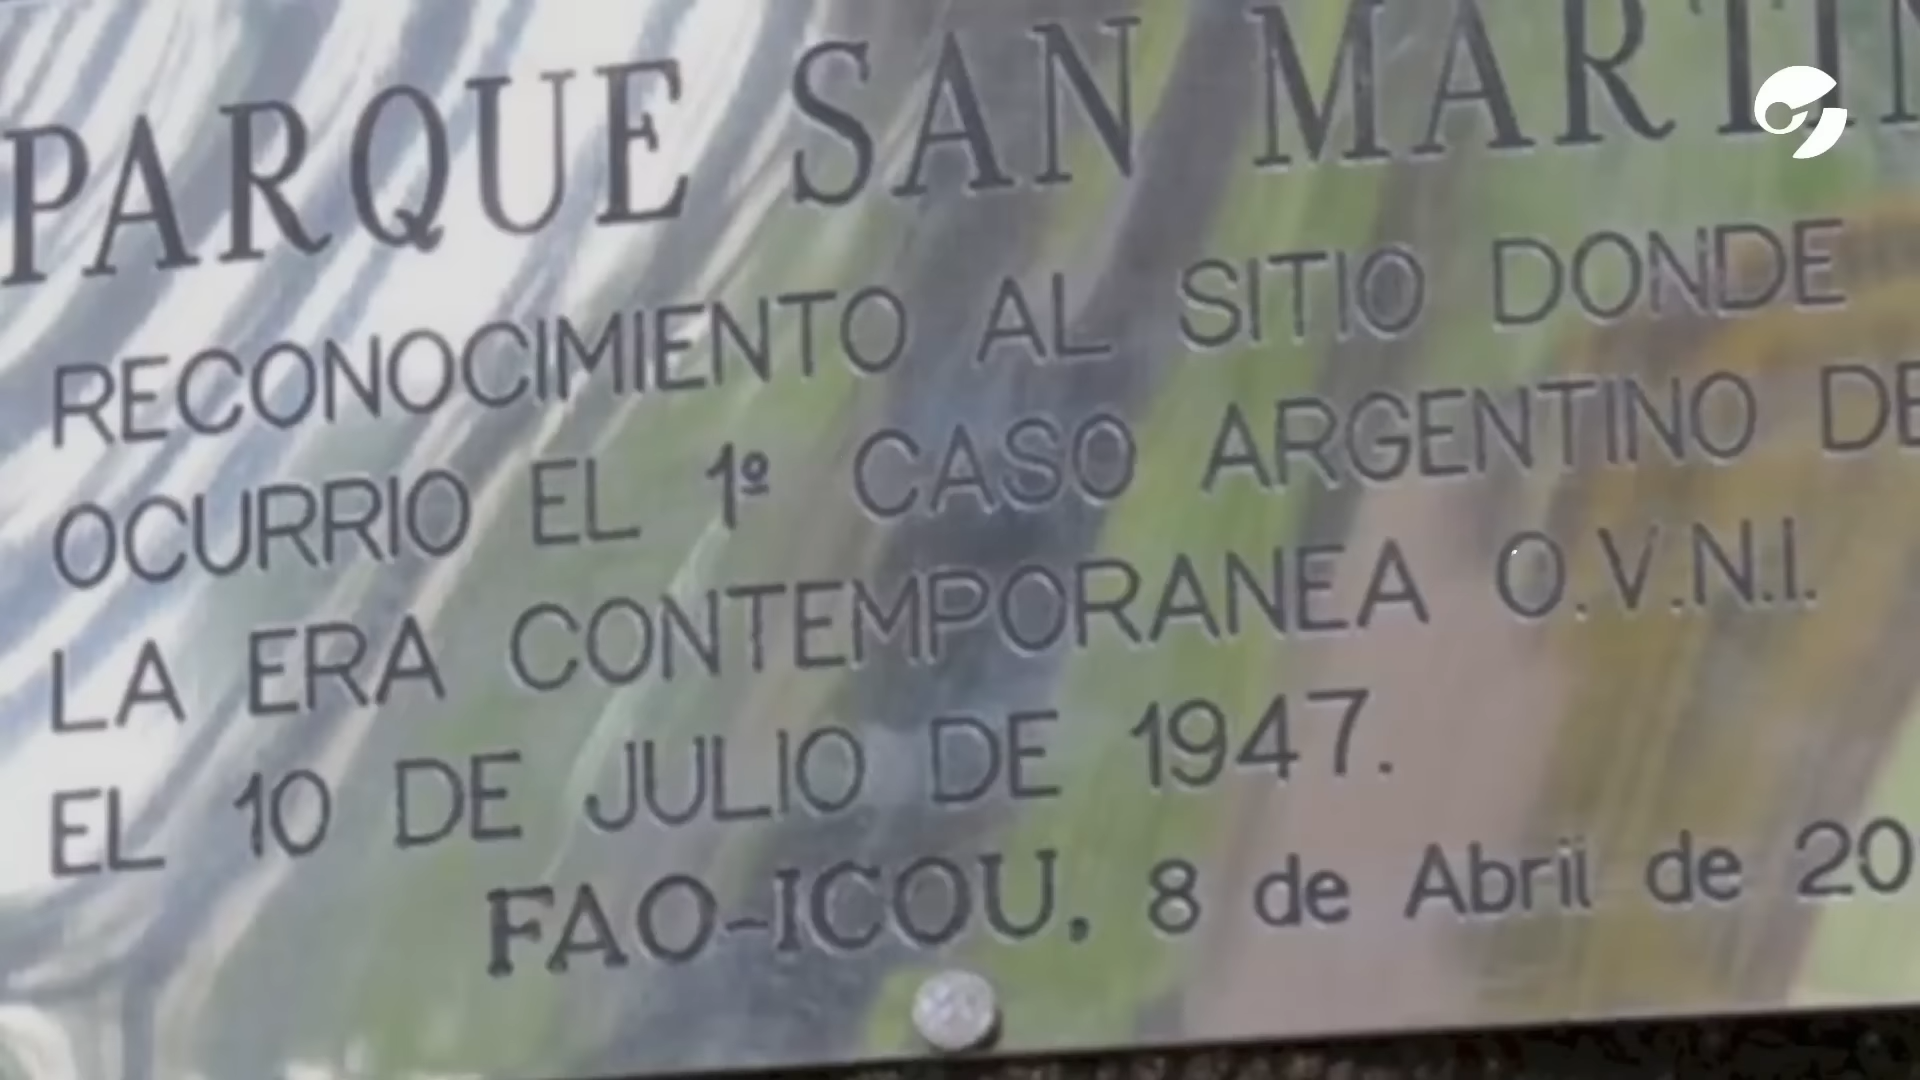 PARQUE SAN MARTIN
RECONOCIMIENTO AL SITIO DONDE
OCURRIO EL 1º CASO ARGENTINO DE
LA ERA CONTEMPORANEA O.V.N.I.
EL 10 DE JULIO DE 1947.
FAO-ICOU, 8 de Abril de 20